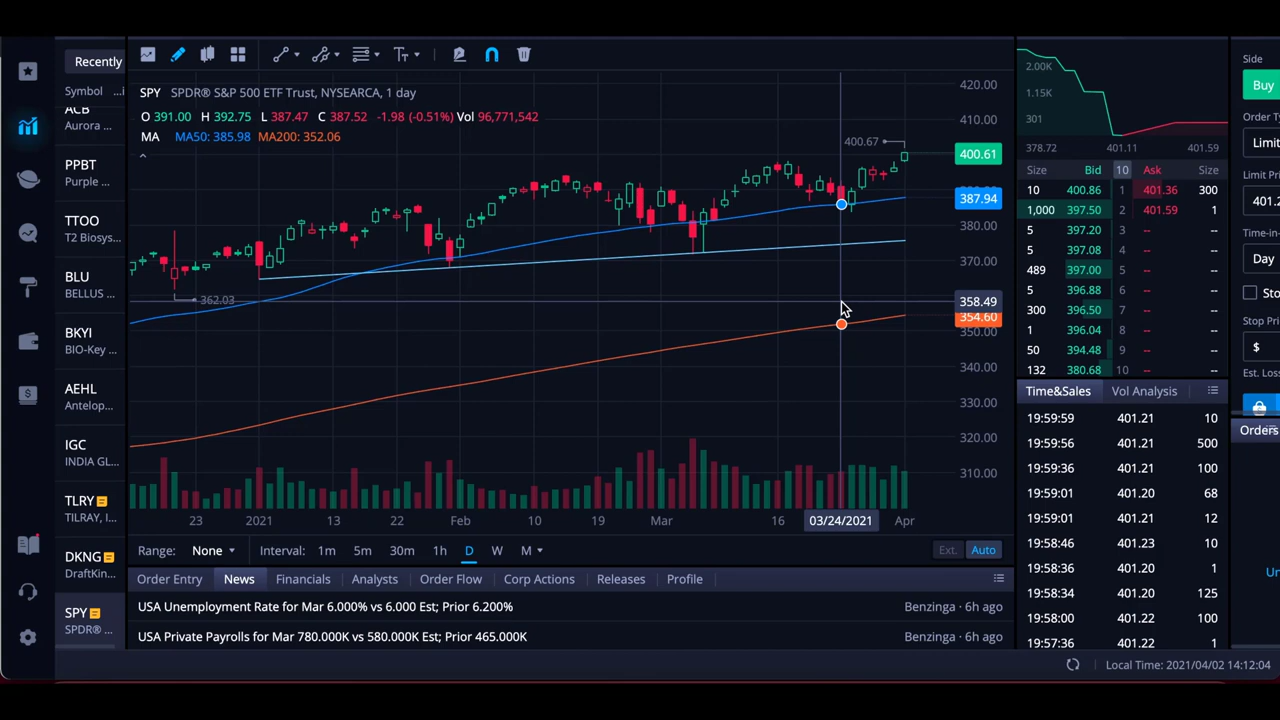 Recently
Symbol ..i
ACB
Aurora ...
PPBT
Purple ...
TTOO
T2 Biosys...
BLU
BELLUS ...
BKYI
BIO-Key ...
AEHL
Antelop...
IGC
INDIA GL...
TLRY
TILRAY, I...
DKNG
DraftKin...
SPY
SPDR® ...
SPY SPDR® S&P 500 ETF Trust, NYSEARCA, 1 day
O 391.00 H 392.75 L 387.47 C 387.52 -1.98 (-0.51%) Vol 96,771,542
MA MA50: 385.98 MA200: 352.06
400.67
362.03
420.00
410.00
400.61
387.94
380.00
370.00
358.49
354.60
350.00
340.00
330.00
320.00
310.00
23 2021 13 22 Feb 10 19 Mar 16 03/24/2021 Apr
Range: None Interval: 1m 5m 30m 1h D W M Ext. Auto
Order Entry News Financials Analysts Order Flow Corp Actions Releases Profile
USA Unemployment Rate for Mar 6.000% vs 6.000 Est; Prior 6.200% Benzinga · 6h ago
USA Private Payrolls for Mar 780.000K vs 580.000K Est; Prior 465.000K Benzinga · 6h ago
2.00K
1.15K
301
378.72 401.11 401.59
Size Bid 10 Ask Size
10 400.86 1 401.36 300
1,000 397.50 2 401.59 1
5 397.20 3 -- --
5 397.08 4 -- --
489 397.00 5 -- --
5 396.88 6 -- --
300 396.50 7 -- --
1 396.04 8 -- --
50 394.48 9 -- --
132 380.68 10 -- --
Time&Sales Vol Analysis
19:59:59 401.21 10
19:59:56 401.21 500
19:59:36 401.21 100
19:59:01 401.20 68
19:59:01 401.20 12
19:58:46 401.23 10
19:58:36 401.20 1
19:58:34 401.20 125
19:58:00 401.22 100
19:57:36 401.22 1
Side
Buy
Order Ty
Limit
Limit Pri
401.2
Time-in-
Day
Sto
Stop Pri
$
Est. Loss
Orders
Un
Local Time: 2021/04/02 14:12:04